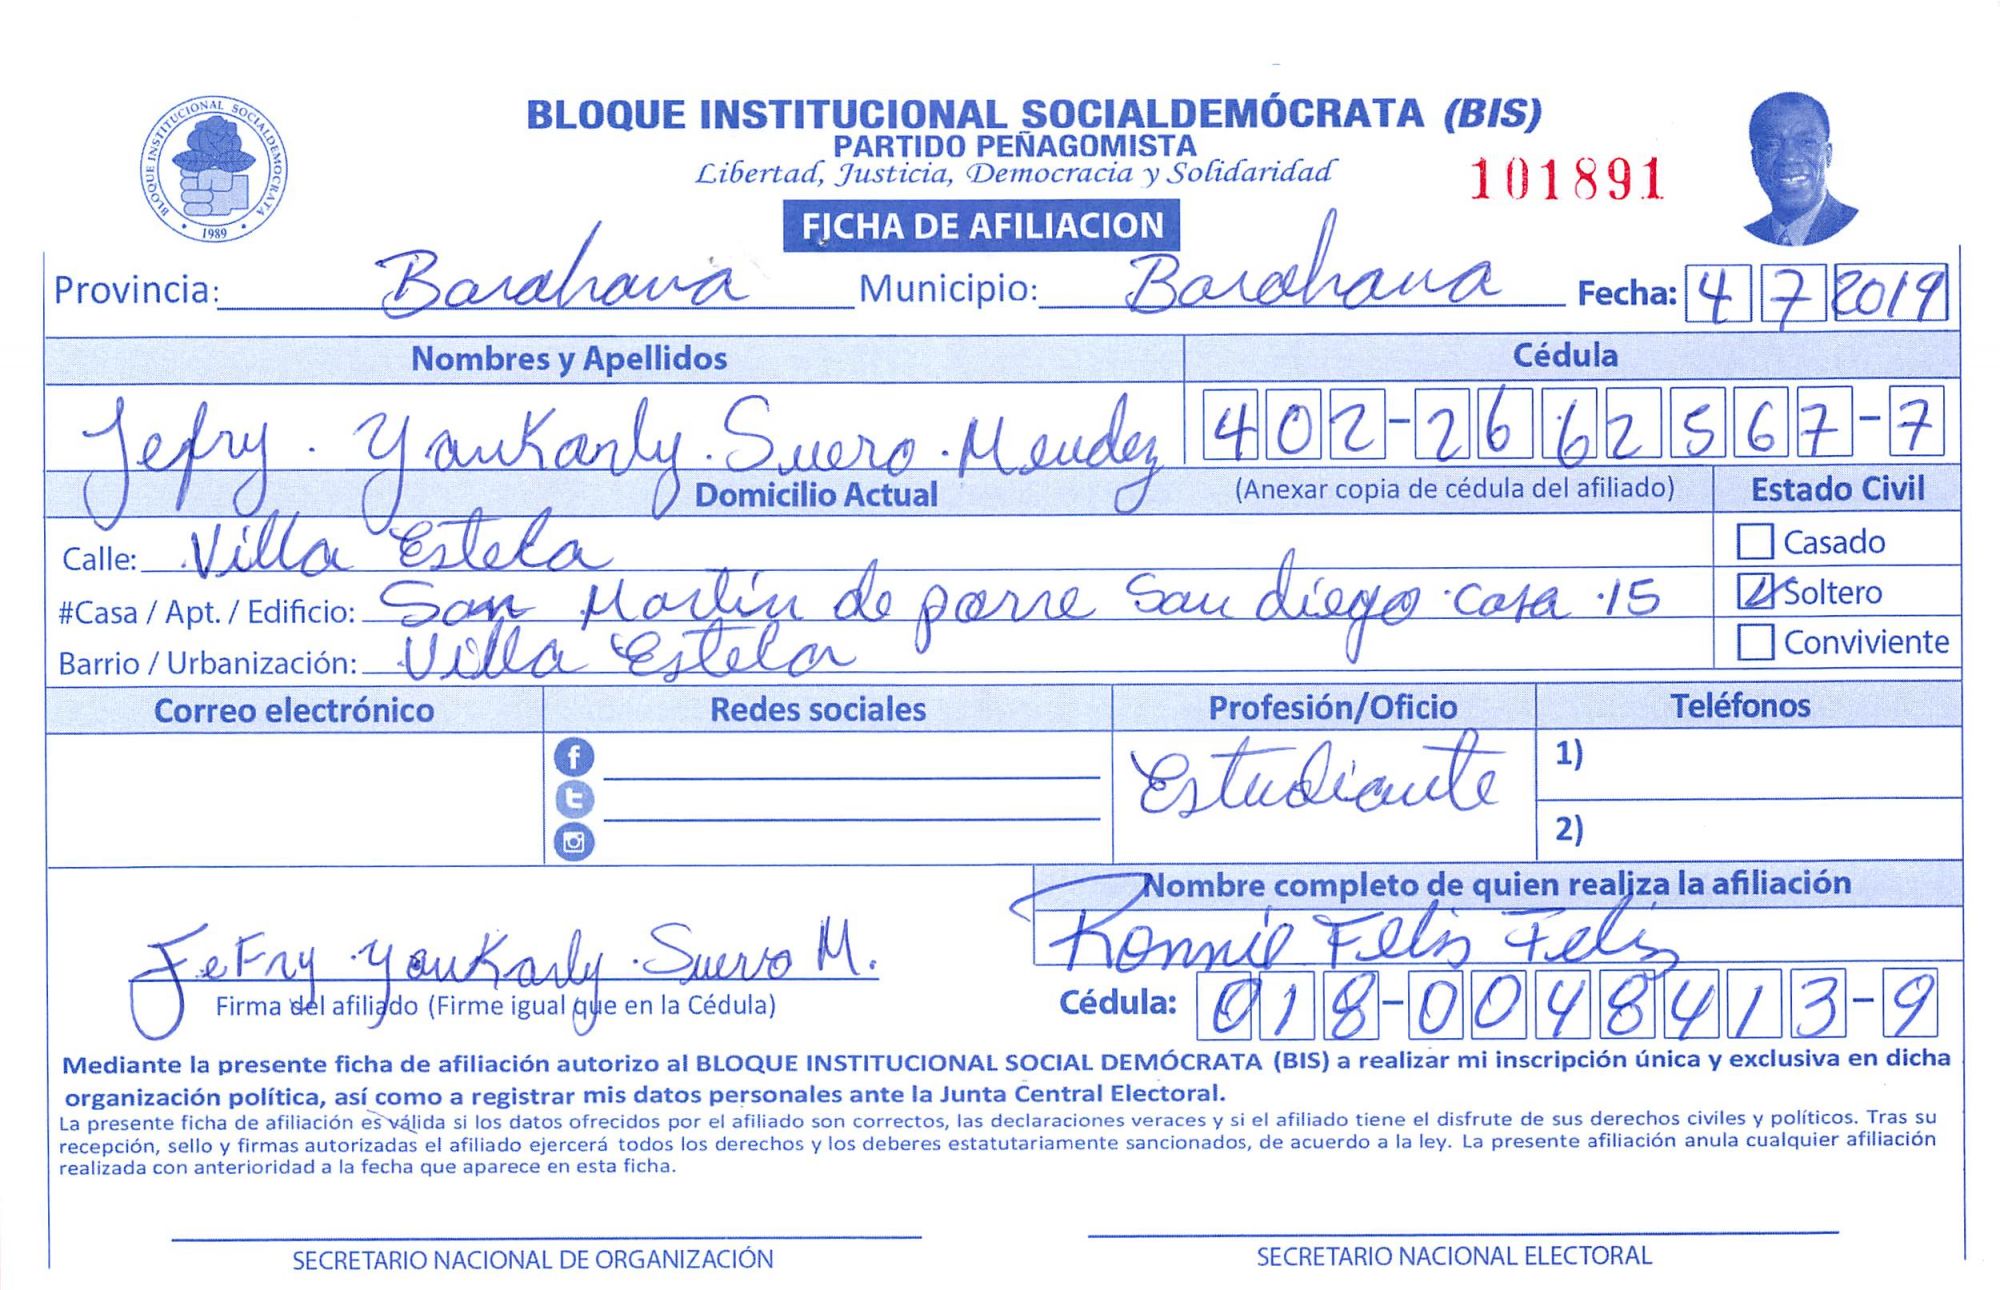 BLOQUE INSTITUCIONAL SOCIALDEMOCRATA
1989
BLOQUE INSTITUCIONAL SOCIALDEMÓCRATA (BIS)
PARTIDO PEÑAGOMISTA
Libertad, Justicia, Democracia y Solidaridad
101891
FICHA DE AFILIACION
Provincia: Barahona Municipio: Barahona Fecha: 4 7 2019
Nombres y Apellidos Cédula
Jefry. Yaukarly. Suero. Mendez 402-2662567-7
Domicilio Actual (Anexar copia de cédula del afiliado) Estado Civil
Calle: Villa Estela Casado
#Casa / Apt. / Edificio: San Martín de porre San diego casa 15 Soltero
Barrio / Urbanización: Villa Estela Conviviente
Correo electrónico Redes sociales Profesión/Oficio Teléfonos
Estudiante 1)
2)
Nombre completo de quien realiza la afiliación
Ronnie Feliz Feliz
JeFry Yaukarly Suero M.
Firma del afiliado (Firme igual que en la Cédula) Cédula: 018-0048413-9
Mediante la presente ficha de afiliación autorizo al BLOQUE INSTITUCIONAL SOCIAL DEMÓCRATA (BIS) a realizar mi inscripción única y exclusiva en dicha
organización política, así como a registrar mis datos personales ante la Junta Central Electoral.
La presente ficha de afiliación es válida si los datos ofrecidos por el afiliado son correctos, las declaraciones veraces y si el afiliado tiene el disfrute de sus derechos civiles y políticos. Tras su
recepción, sello y firmas autorizadas el afiliado ejercerá todos los derechos y los deberes estatutariamente sancionados, de acuerdo a la ley. La presente afiliación anula cualquier afiliación
realizada con anterioridad a la fecha que aparece en esta ficha.
SECRETARIO NACIONAL DE ORGANIZACIÓN SECRETARIO NACIONAL ELECTORAL